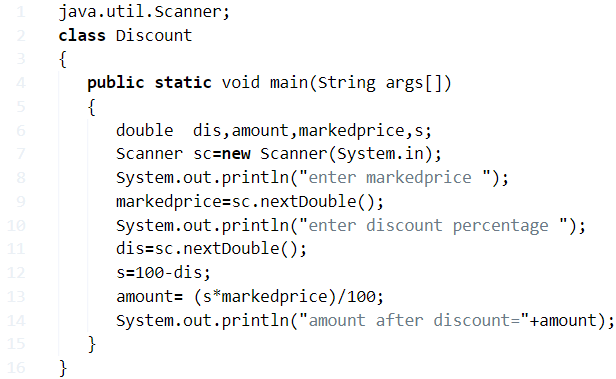 1 java.util.Scanner;
2 class Discount
3 {
4 public static void main(String args[])
5 {
6 double  dis,amount,markedprice,s;
7 Scanner sc=new Scanner(System.in);
8 System.out.println("enter markedprice ");
9 markedprice=sc.nextDouble();
10 System.out.println("enter discount percentage ");
11 dis=sc.nextDouble();
12 s=100-dis;
13 amount= (s*markedprice)/100;
14 System.out.println("amount after discount="+amount);
15 }
16 }